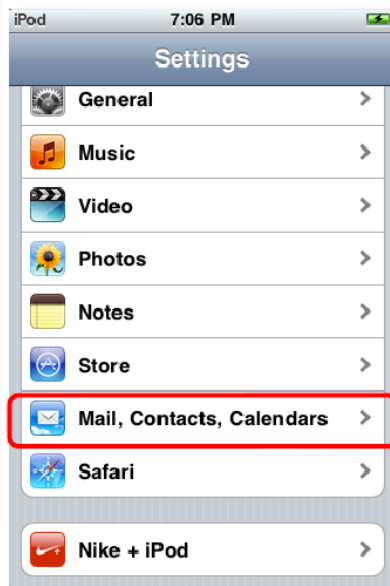 iPod 7:06 PM
Settings
General
Music
Video
Photos
Notes
Store
Mail, Contacts, Calendars
Safari
Nike + iPod